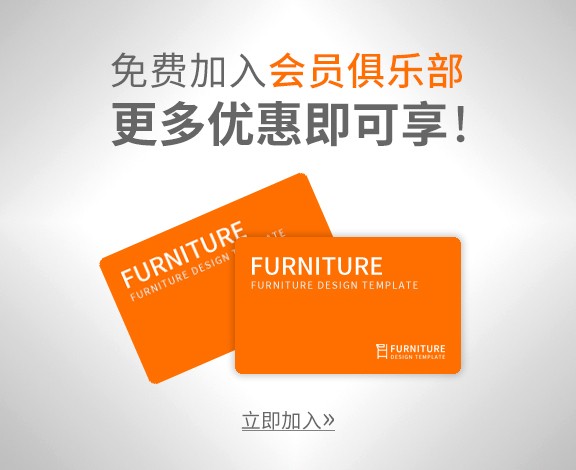 免费加入会员俱乐部
更多优惠即可享!
FURNITURE
FURNITURE DESIGN TEMPLATE
FURNITURE
FURNITURE DESIGN TEMPLATE
FURNITURE
DESIGN TEMPLATE
立即加入»